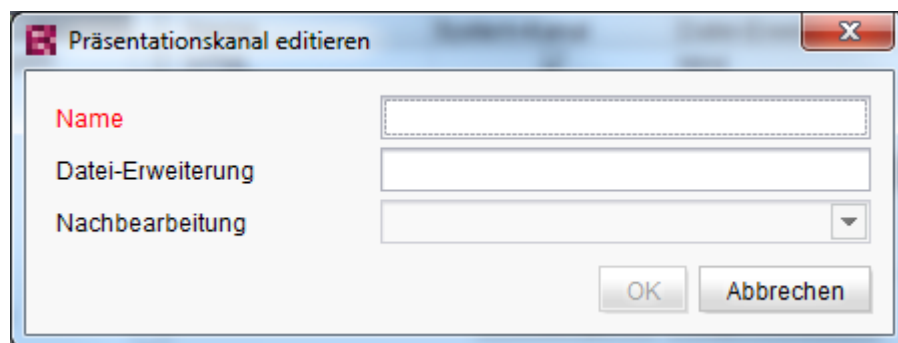 Präsentationskanal editieren
Name
Datei-Erweiterung
Nachbearbeitung
OK
Abbrechen